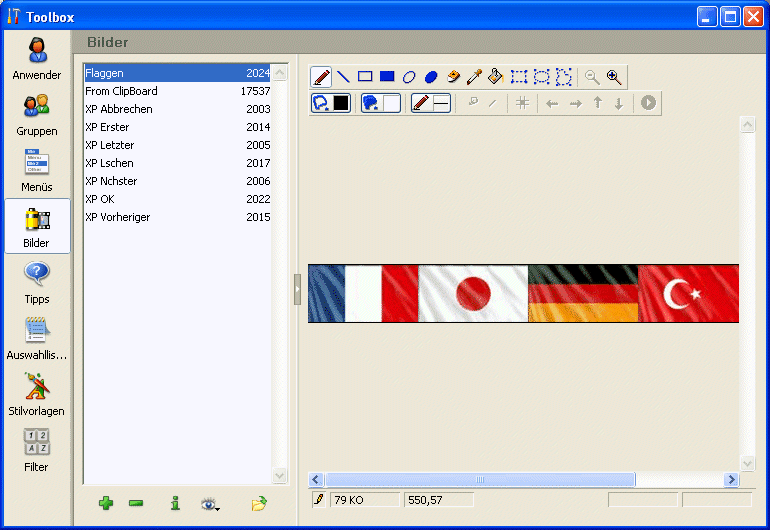 Toolbox
Bilder
Anwender
Gruppen
Menüs
Bilder
Tipps
Auswahllis...
Stilvorlagen
Filter
Flaggen 2024
From ClipBoard 17537
XP Abbrechen 2003
XP Erster 2014
XP Letzter 2005
XP Lschen 2017
XP Nchster 2006
XP OK 2022
XP Vorheriger 2015
79 KO
550,57